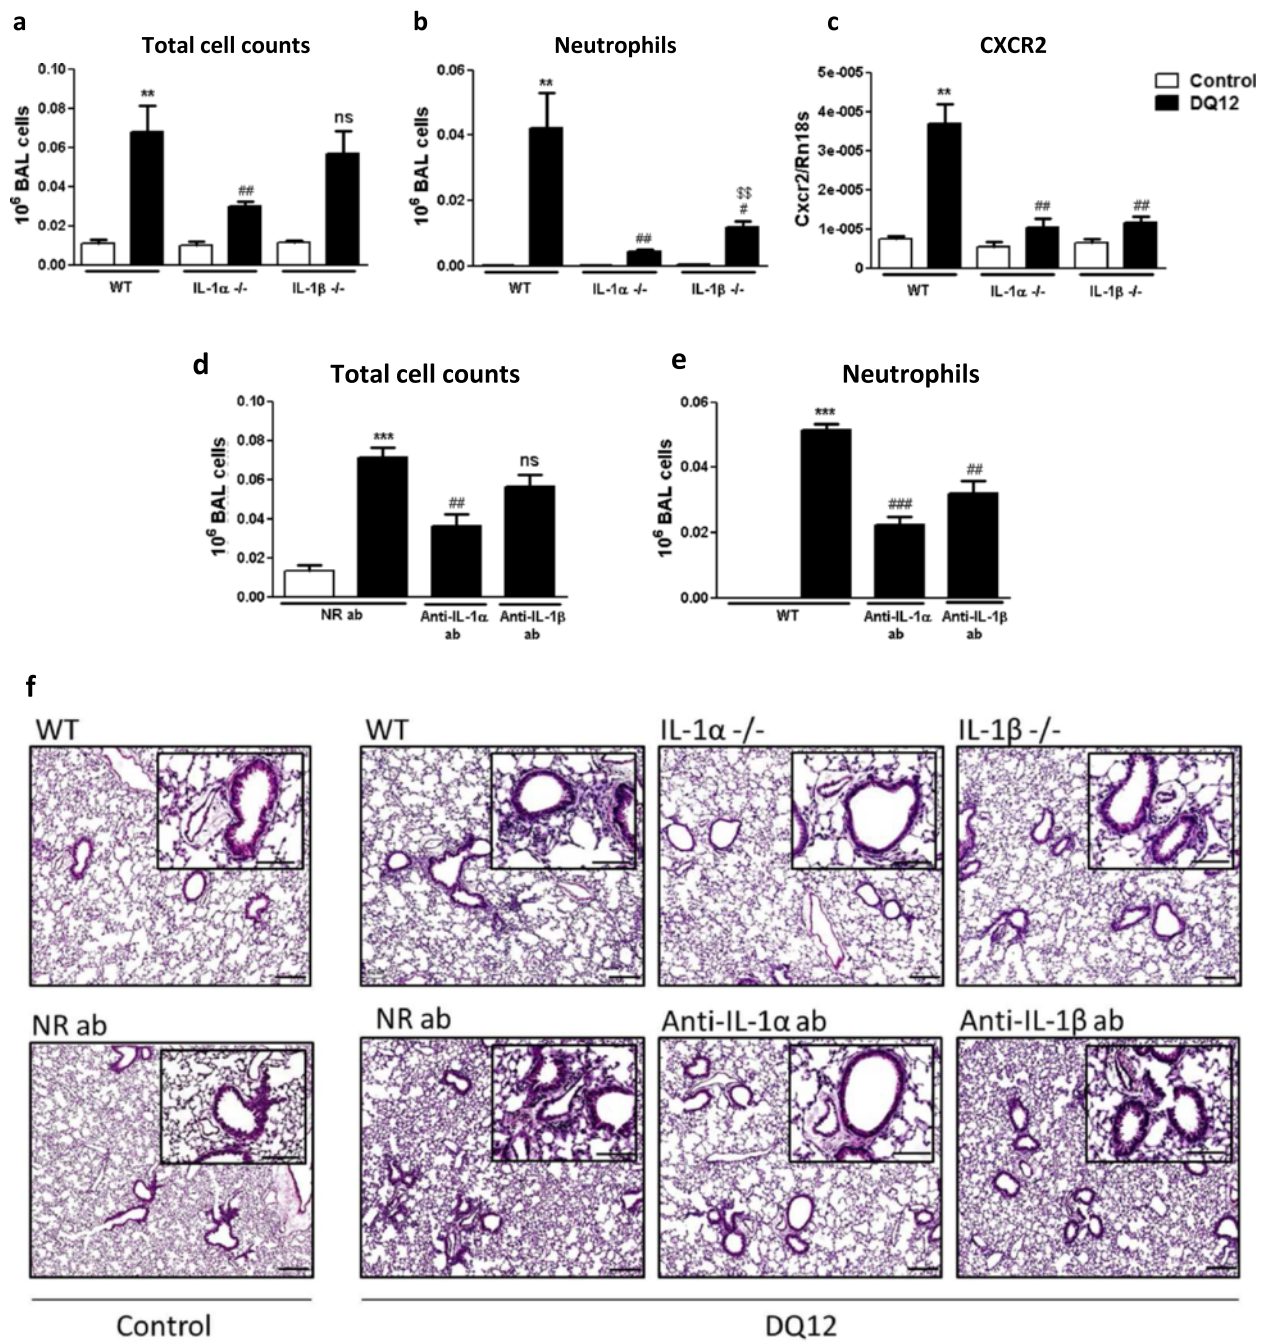 a
Total cell counts
10⁶ BAL cells
0.10
0.08
0.06
0.04
0.02
0.00
**
##
ns
WT
IL-1α -/-
IL-1β -/-
b
Neutrophils
10⁶ BAL cells
0.06
0.04
0.02
0.00
**
##
$$
#
WT
IL-1α -/-
IL-1β -/-
c
CXCR2
Cxcr2/Rn18s
5e-005
4e-005
3e-005
2e-005
1e-005
0
**
##
##
WT
IL-1α -/-
IL-1β -/-
Control
DQ12
d
Total cell counts
10⁶ BAL cells
0.10
0.08
0.06
0.04
0.02
0.00
***
##
ns
NR ab
Anti-IL-1α
ab
Anti-IL-1β
ab
e
Neutrophils
10⁶ BAL cells
0.06
0.04
0.02
0.00
***
###
##
WT
Anti-IL-1α
ab
Anti-IL-1β
ab
f
WT
WT
IL-1α -/-
IL-1β -/-
NR ab
NR ab
Anti-IL-1α ab
Anti-IL-1β ab
Control
DQ12